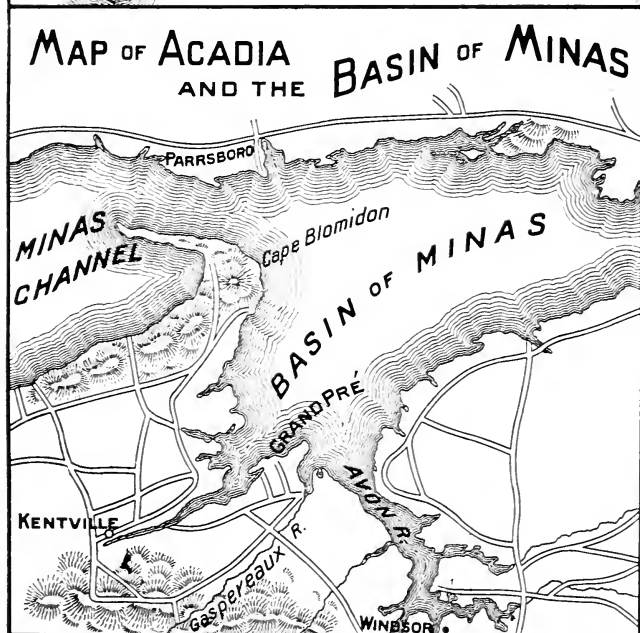 MAP OF ACADIA
AND THE BASIN OF MINAS
PARRSBORO
MINAS
CHANNEL
Cape Blomidon
BASIN OF MINAS
GRAND PRÉ
AVON R.
KENTVILLE
Gaspereaux R.
WINDSOR